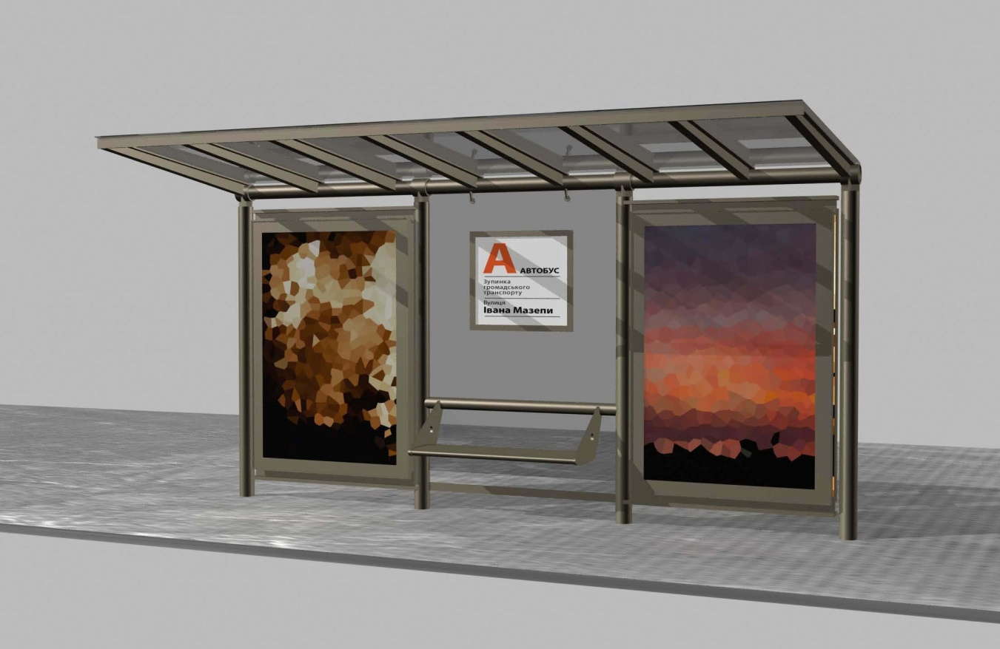 А АВТОБУС
Зупинка
громадського
транспорту
Вулиця
Івана Мазепи